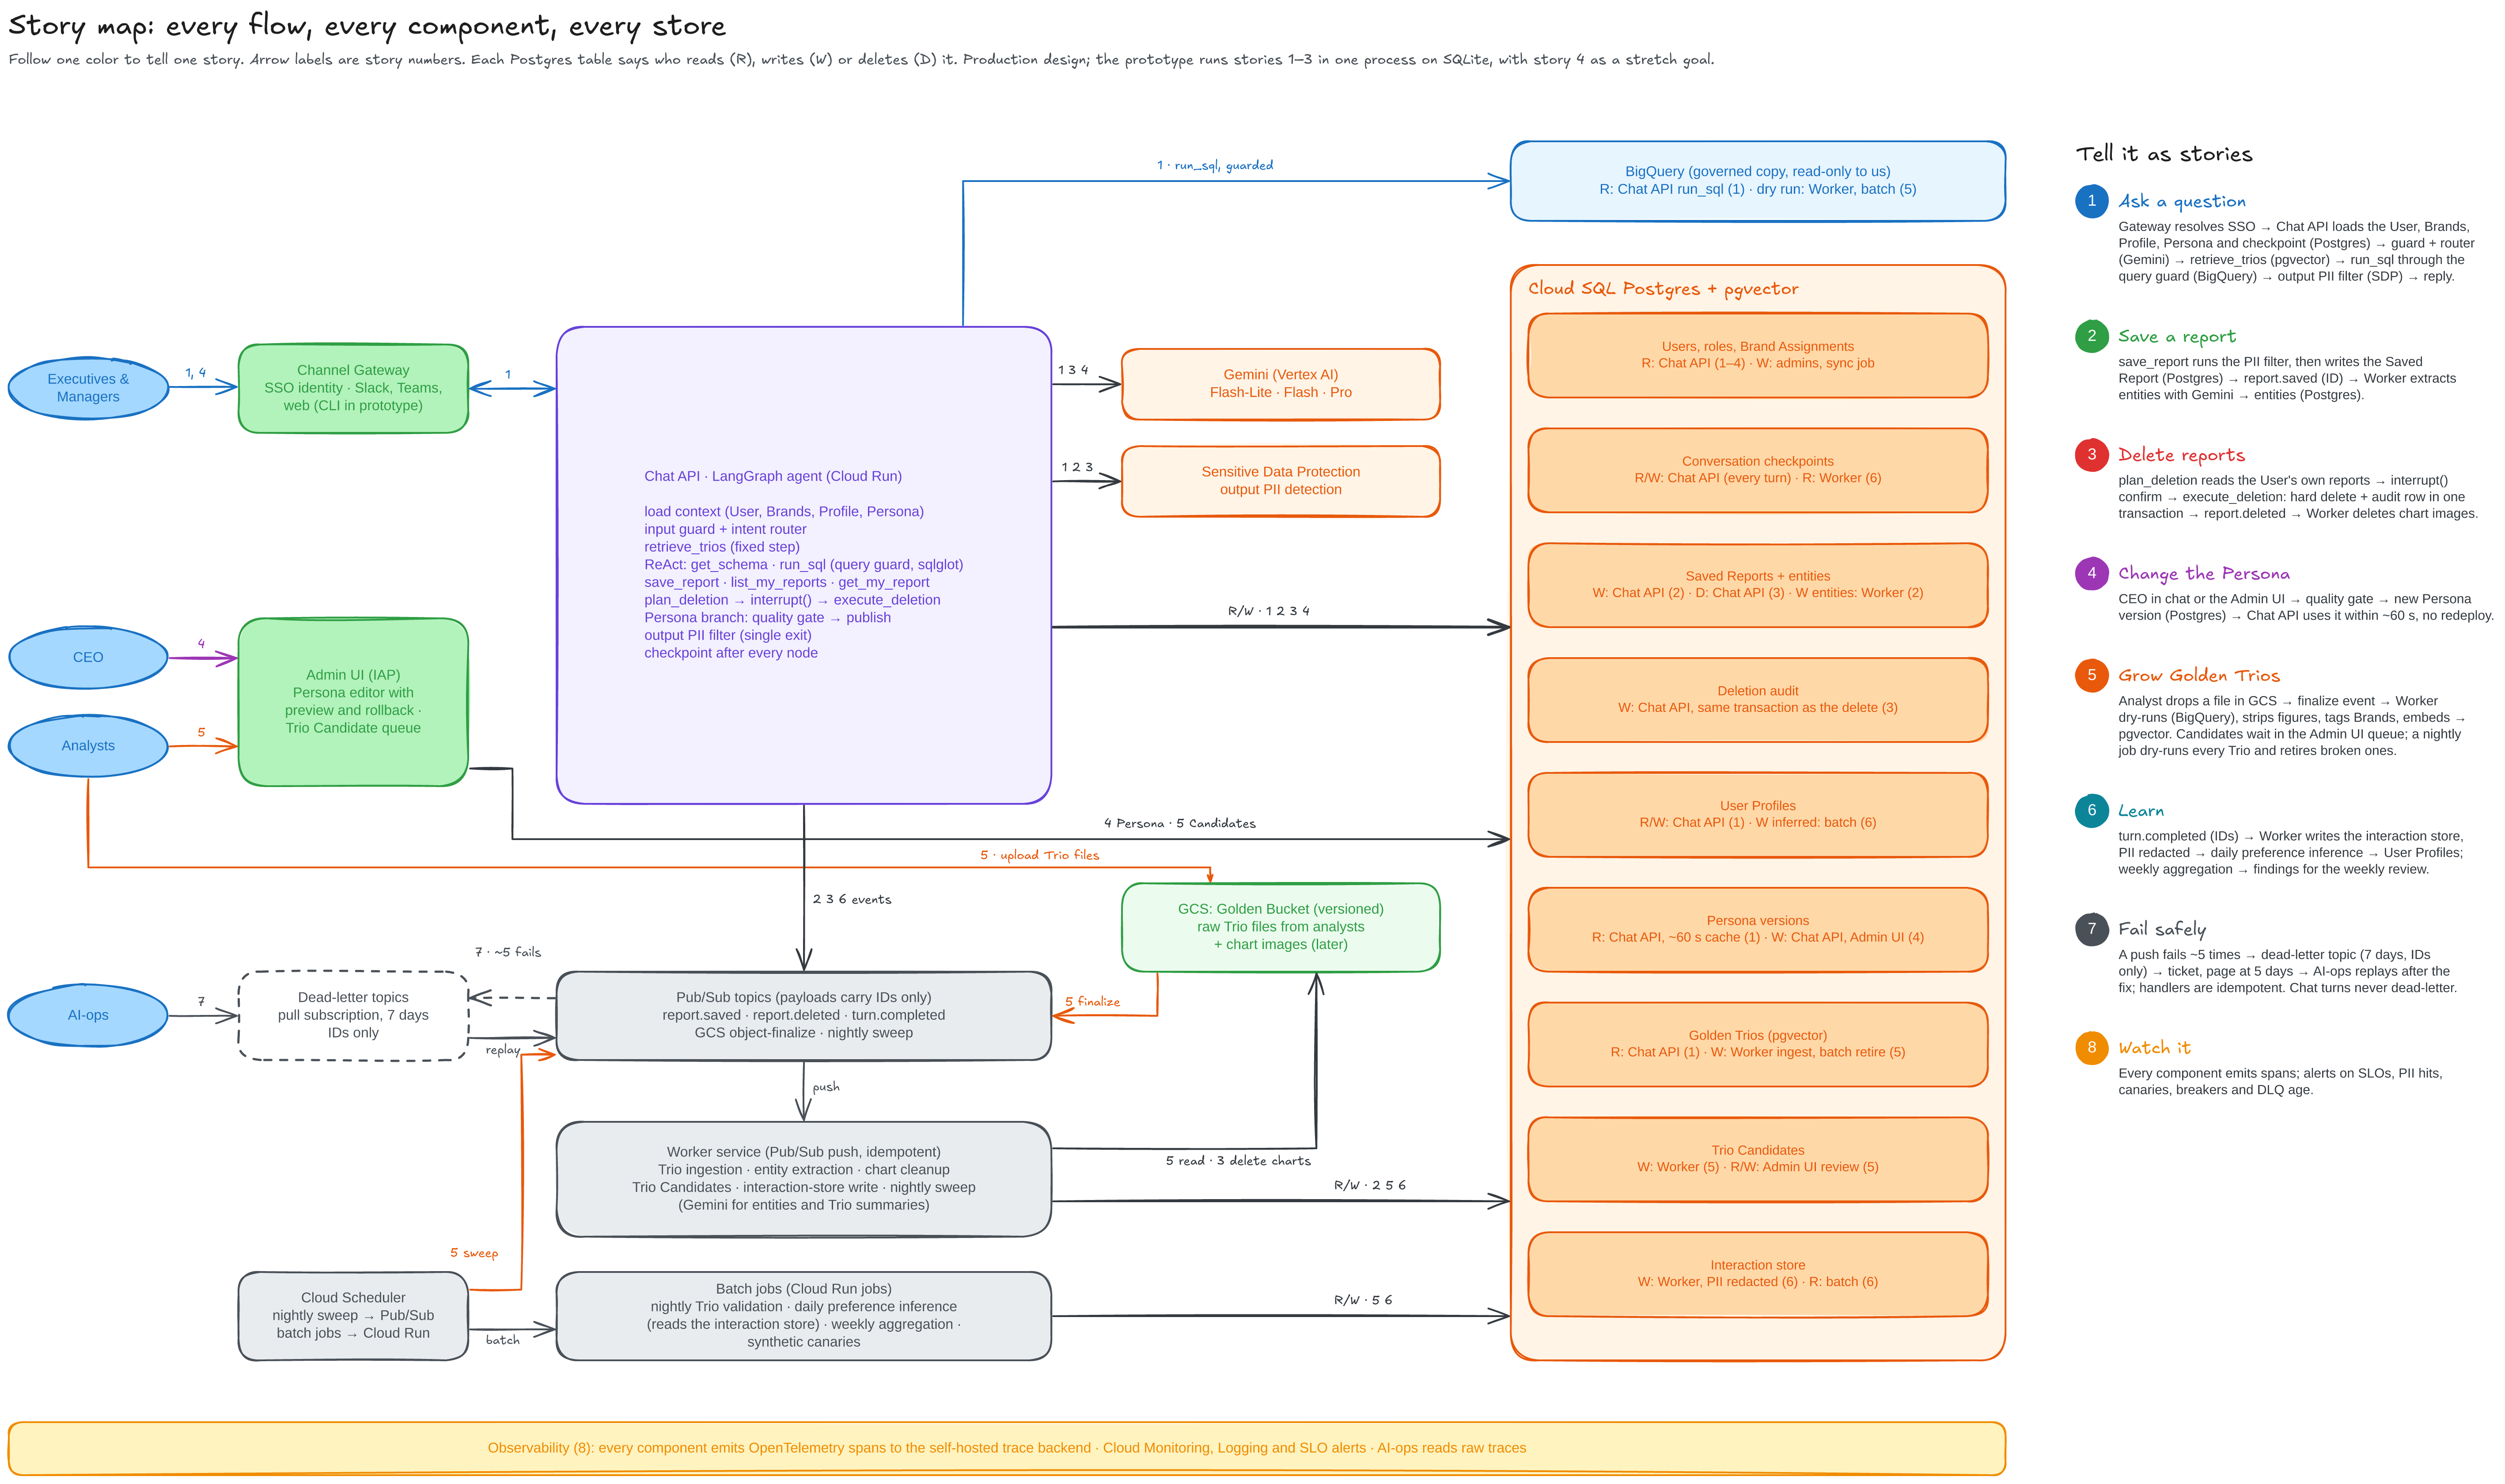 Story map: every flow, every component, every store
Follow one color to tell one story. Arrow labels are story numbers. Each Postgres table says who reads (R), writes (W) or deletes (D) it. Production design; the prototype runs stories 1–3 in one process on SQLite, with story 4 as a stretch goal.
1 · run_sql, guarded
BigQuery (governed copy, read-only to us)
R: Chat API run_sql (1) · dry run: Worker, batch (5)
Executives &
Managers
1, 4
Channel Gateway
SSO identity · Slack, Teams,
web (CLI in prototype)
1
Chat API · LangGraph agent (Cloud Run)
load context (User, Brands, Profile, Persona)
input guard + intent router
retrieve_trios (fixed step)
ReAct: get_schema · run_sql (query guard, sqlglot)
save_report · list_my_reports · get_my_report
plan_deletion → interrupt() → execute_deletion
Persona branch: quality gate → publish
output PII filter (single exit)
checkpoint after every node
1 3 4
Gemini (Vertex AI)
Flash-Lite · Flash · Pro
1 2 3
Sensitive Data Protection
output PII detection
R/W · 1 2 3 4
CEO
4
Analysts
5
Admin UI (IAP)
Persona editor with
preview and rollback ·
Trio Candidate queue
4 Persona · 5 Candidates
5 · upload Trio files
2 3 6 events
GCS: Golden Bucket (versioned)
raw Trio files from analysts
+ chart images (later)
AI-ops
7
Dead-letter topics
pull subscription, 7 days
IDs only
7 · ~5 fails
replay
Pub/Sub topics (payloads carry IDs only)
report.saved · report.deleted · turn.completed
GCS object-finalize · nightly sweep
5 finalize
push
Worker service (Pub/Sub push, idempotent)
Trio ingestion · entity extraction · chart cleanup
Trio Candidates · interaction-store write · nightly sweep
(Gemini for entities and Trio summaries)
5 read · 3 delete charts
R/W · 2 5 6
5 sweep
Cloud Scheduler
nightly sweep → Pub/Sub
batch jobs → Cloud Run
batch
Batch jobs (Cloud Run jobs)
nightly Trio validation · daily preference inference
(reads the interaction store) · weekly aggregation ·
synthetic canaries
R/W · 5 6
Cloud SQL Postgres + pgvector
Users, roles, Brand Assignments
R: Chat API (1–4) · W: admins, sync job
Conversation checkpoints
R/W: Chat API (every turn) · R: Worker (6)
Saved Reports + entities
W: Chat API (2) · D: Chat API (3) · W entities: Worker (2)
Deletion audit
W: Chat API, same transaction as the delete (3)
User Profiles
R/W: Chat API (1) · W inferred: batch (6)
Persona versions
R: Chat API, ~60 s cache (1) · W: Chat API, Admin UI (4)
Golden Trios (pgvector)
R: Chat API (1) · W: Worker ingest, batch retire (5)
Trio Candidates
W: Worker (5) · R/W: Admin UI review (5)
Interaction store
W: Worker, PII redacted (6) · R: batch (6)
Observability (8): every component emits OpenTelemetry spans to the self-hosted trace backend · Cloud Monitoring, Logging and SLO alerts · AI-ops reads raw traces
Tell it as stories
1 Ask a question
Gateway resolves SSO → Chat API loads the User, Brands,
Profile, Persona and checkpoint (Postgres) → guard + router
(Gemini) → retrieve_trios (pgvector) → run_sql through the
query guard (BigQuery) → output PII filter (SDP) → reply.
2 Save a report
save_report runs the PII filter, then writes the Saved
Report (Postgres) → report.saved (ID) → Worker extracts
entities with Gemini → entities (Postgres).
3 Delete reports
plan_deletion reads the User's own reports → interrupt()
confirm → execute_deletion: hard delete + audit row in one
transaction → report.deleted → Worker deletes chart images.
4 Change the Persona
CEO in chat or the Admin UI → quality gate → new Persona
version (Postgres) → Chat API uses it within ~60 s, no redeploy.
5 Grow Golden Trios
Analyst drops a file in GCS → finalize event → Worker
dry-runs (BigQuery), strips figures, tags Brands, embeds →
pgvector. Candidates wait in the Admin UI queue; a nightly
job dry-runs every Trio and retires broken ones.
6 Learn
turn.completed (IDs) → Worker writes the interaction store,
PII redacted → daily preference inference → User Profiles;
weekly aggregation → findings for the weekly review.
7 Fail safely
A push fails ~5 times → dead-letter topic (7 days, IDs
only) → ticket, page at 5 days → AI-ops replays after the
fix; handlers are idempotent. Chat turns never dead-letter.
8 Watch it
Every component emits spans; alerts on SLOs, PII hits,
canaries, breakers and DLQ age.